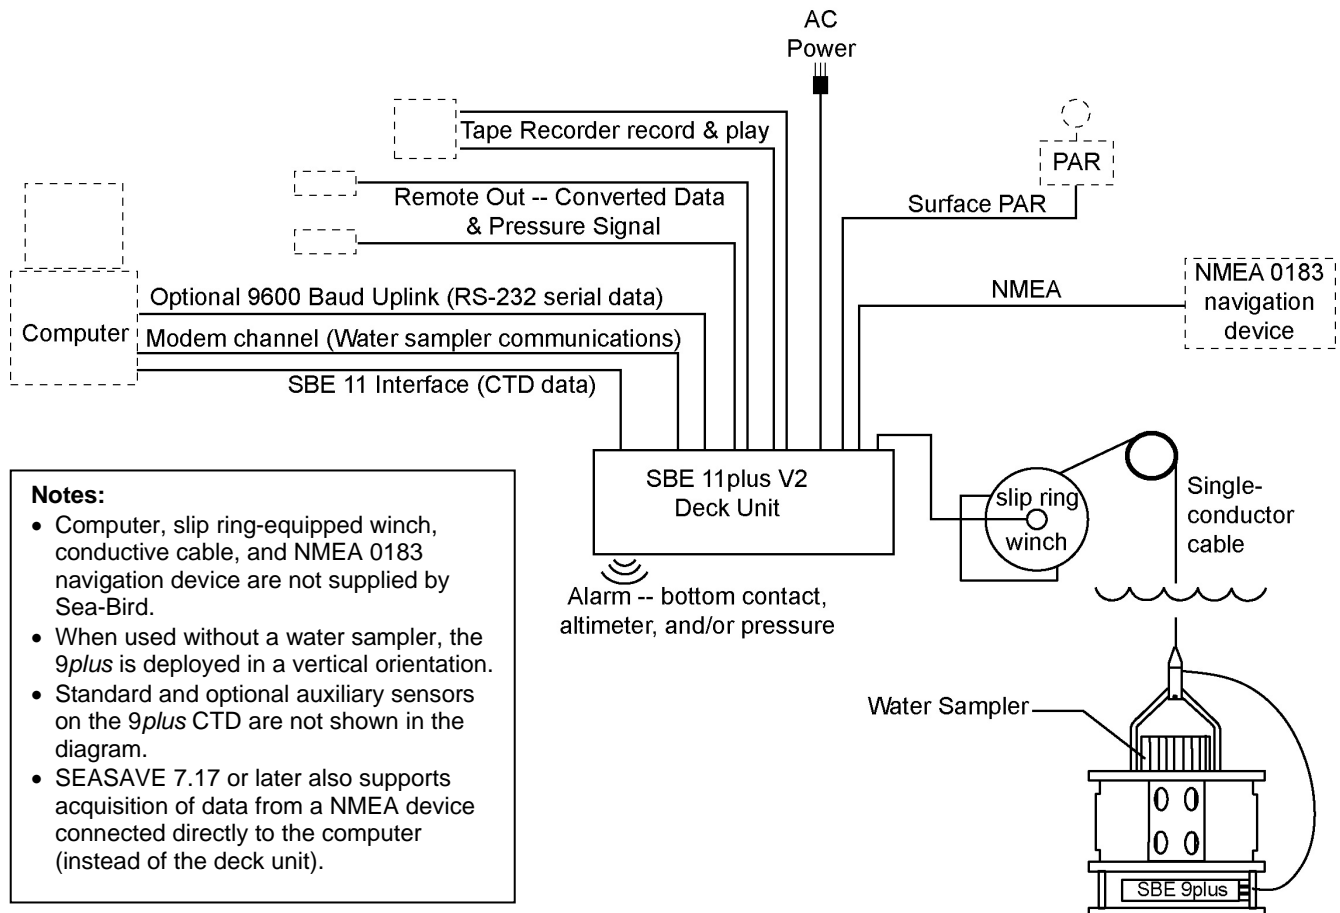 AC
Power
Tape Recorder record & play
PAR
Remote Out -- Converted Data
& Pressure Signal
Surface PAR
NMEA 0183
navigation
device
NMEA
Optional 9600 Baud Uplink (RS-232 serial data)
Computer
Modem channel (Water sampler communications)
SBE 11 Interface (CTD data)
SBE 11plus V2
Deck Unit
slip ring
winch
Single-
conductor
cable
Alarm -- bottom contact,
altimeter, and/or pressure
Notes:
• Computer, slip ring-equipped winch,
conductive cable, and NMEA 0183
navigation device are not supplied by
Sea-Bird.
• When used without a water sampler, the
9plus is deployed in a vertical orientation.
• Standard and optional auxiliary sensors
on the 9plus CTD are not shown in the
diagram.
• SEASAVE 7.17 or later also supports
acquisition of data from a NMEA device
connected directly to the computer
(instead of the deck unit).
Water Sampler
SBE 9plus